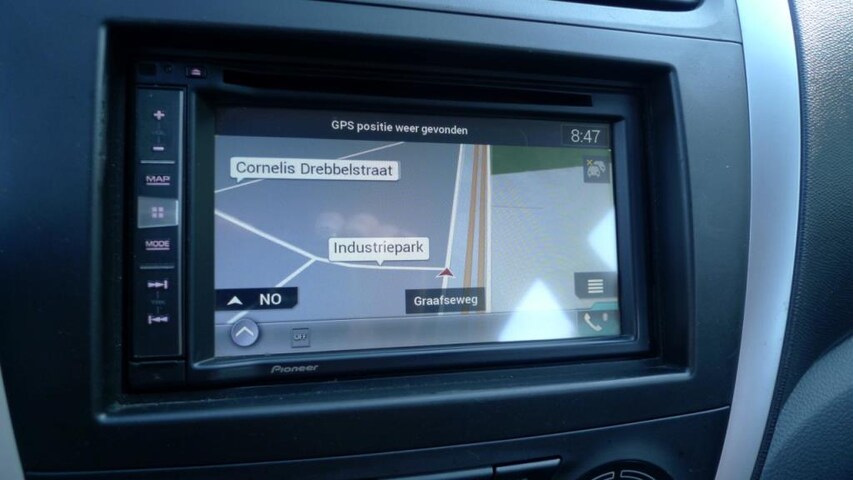 GPS positie weer gevonden
8:47
+
-
MAP
Cornelis Drebbelstraat
Industriepark
MODE
NO
Graafseweg
OFF
Pioneer